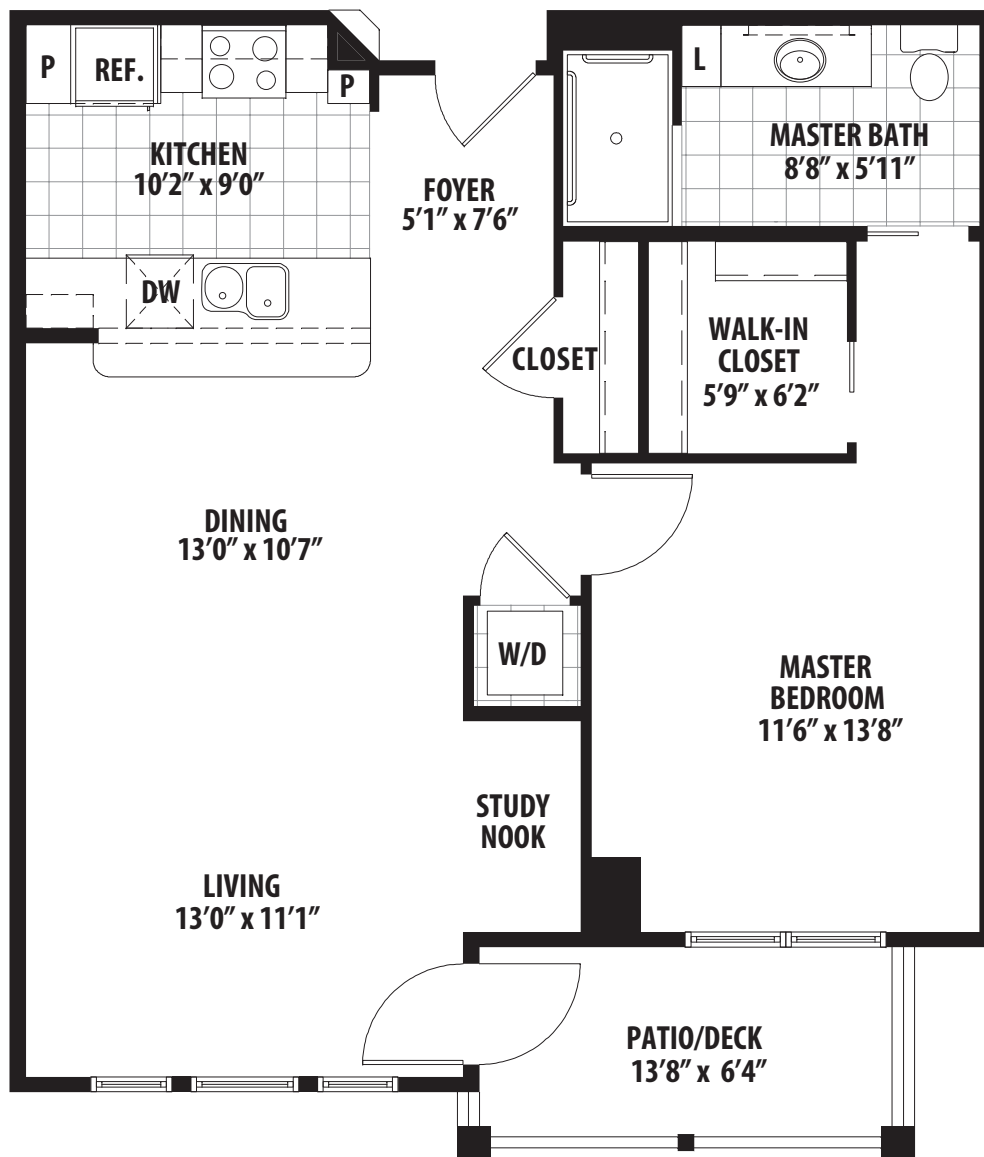 P
REF.
P
L
KITCHEN
10’2” x 9’0”
FOYER
5’1” x 7’6”
MASTER BATH
8’8” x 5’11”
DW
CLOSET
WALK-IN
CLOSET
5’9” x 6’2”
DINING
13’0” x 10’7”
W/D
MASTER
BEDROOM
11’6” x 13’8”
STUDY
NOOK
LIVING
13’0” x 11’1”
PATIO/DECK
13’8” x 6’4”